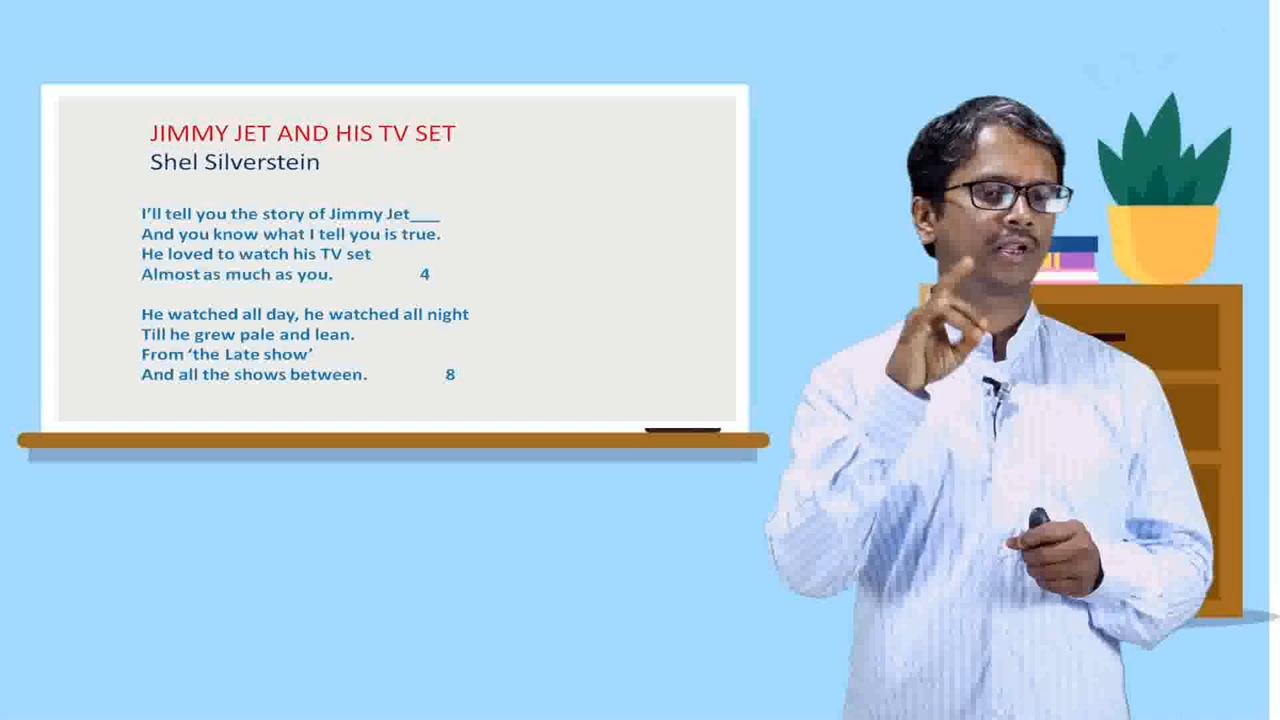 JIMMY JET AND HIS TV SET
Shel Silverstein
I’ll tell you the story of Jimmy Jet___
And you know what I tell you is true.
He loved to watch his TV set
Almost as much as you. 4
He watched all day, he watched all night
Till he grew pale and lean.
From ‘the Late show’
And all the shows between. 8